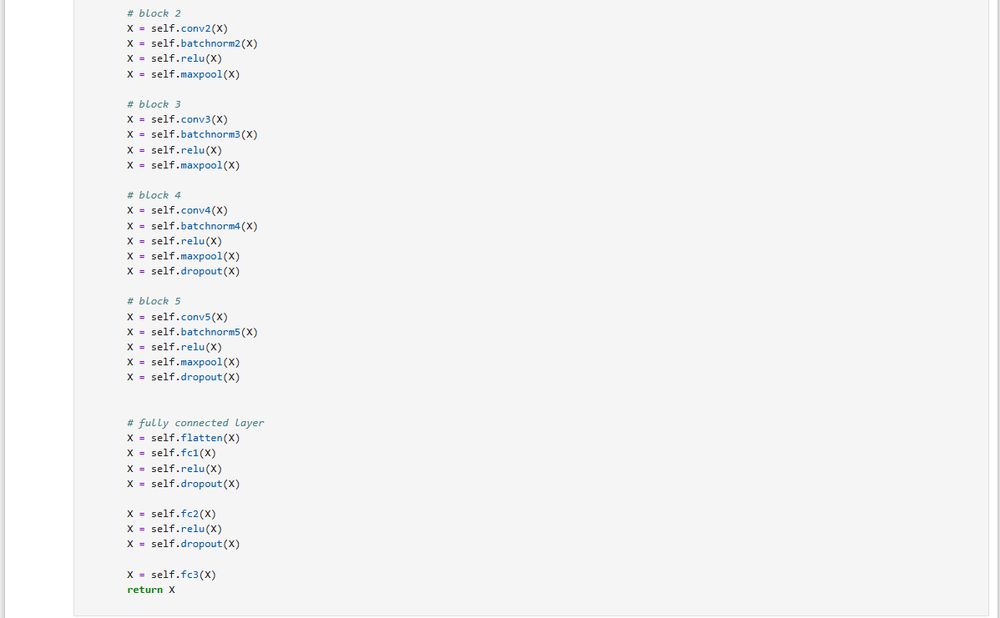 # block 2
X = self.conv2(X)
X = self.batchnorm2(X)
X = self.relu(X)
X = self.maxpool(X)
# block 3
X = self.conv3(X)
X = self.batchnorm3(X)
X = self.relu(X)
X = self.maxpool(X)
# block 4
X = self.conv4(X)
X = self.batchnorm4(X)
X = self.relu(X)
X = self.maxpool(X)
X = self.dropout(X)
# block 5
X = self.conv5(X)
X = self.batchnorm5(X)
X = self.relu(X)
X = self.maxpool(X)
X = self.dropout(X)
# fully connected layer
X = self.flatten(X)
X = self.fc1(X)
X = self.relu(X)
X = self.dropout(X)
X = self.fc2(X)
X = self.relu(X)
X = self.dropout(X)
X = self.fc3(X)
return X